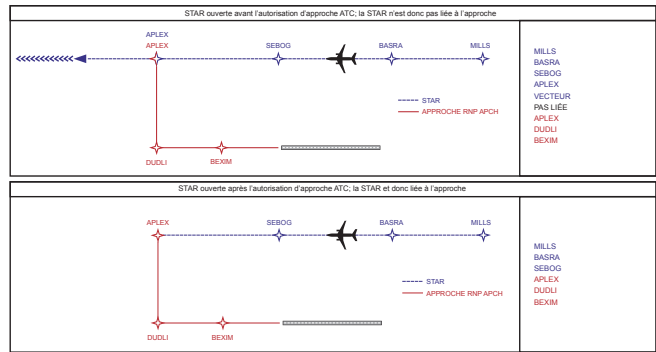 STAR ouverte avant l'autorisation d'approche ATC; la STAR n'est donc pas liée à l'approche
APLEX
APLEX
SEBOG
BASRA
MILLS
STAR
APPROCHE RNP APCH
DUDLI
BEXIM
MILLS
BASRA
SEBOG
APLEX
VECTEUR
PAS LIÉE
APLEX
DUDLI
BEXIM
STAR ouverte après l'autorisation d'approche ATC; la STAR et donc liée à l'approche
APLEX
SEBOG
BASRA
MILLS
STAR
APPROCHE RNP APCH
DUDLI
BEXIM
MILLS
BASRA
SEBOG
APLEX
DUDLI
BEXIM